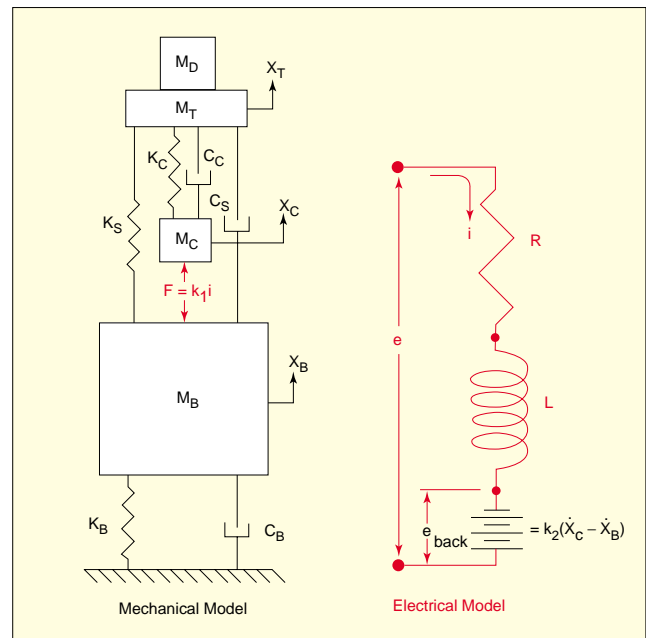 M_D
X_T
M_T
K_C
C_C
C_S
X_C
K_S
M_C
F = k_1 i
X_B
M_B
K_B
C_B
Mechanical Model
i
R
e
L
e_back
= k_2(Ẋ_c − Ẋ_B)
Electrical Model